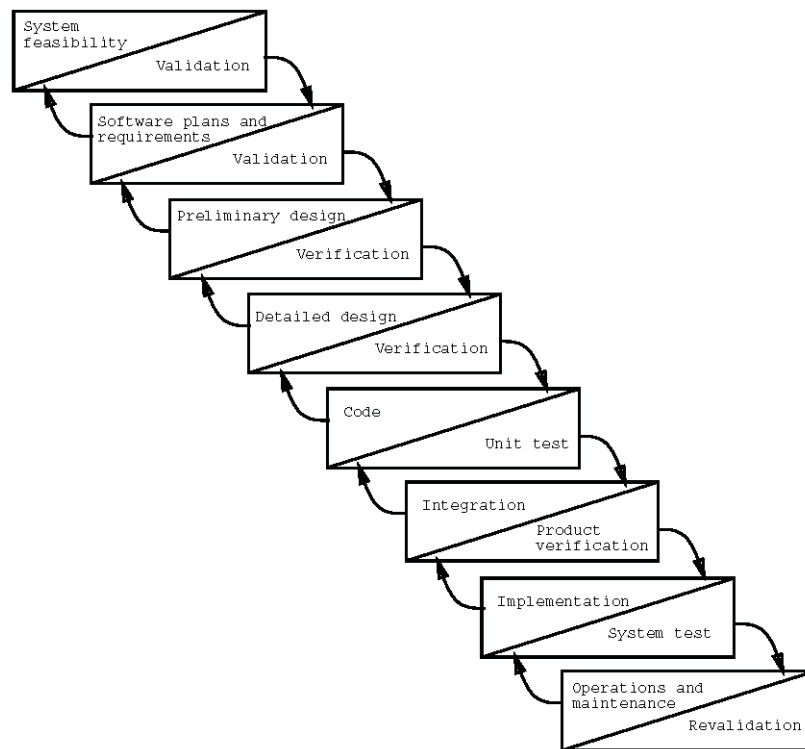 System
feasibility
Validation
Software plans and
requirements
Validation
Preliminary design
Verification
Detailed design
Verification
Code
Unit test
Integration
Product
verification
Implementation
System test
Operations and
maintenance
Revalidation